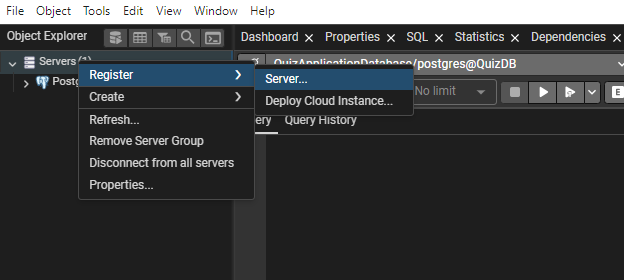 File Object Tools Edit View Window Help
Object Explorer
Dashboard Properties SQL Statistics Dependencies
Servers (1)
QuizApplicationDatabase/postgres@QuizDB
Register
Server...
Postg
Create
Deploy Cloud Instance...
No limit
E
Refresh...
Query History
Remove Server Group
Disconnect from all servers
Properties...